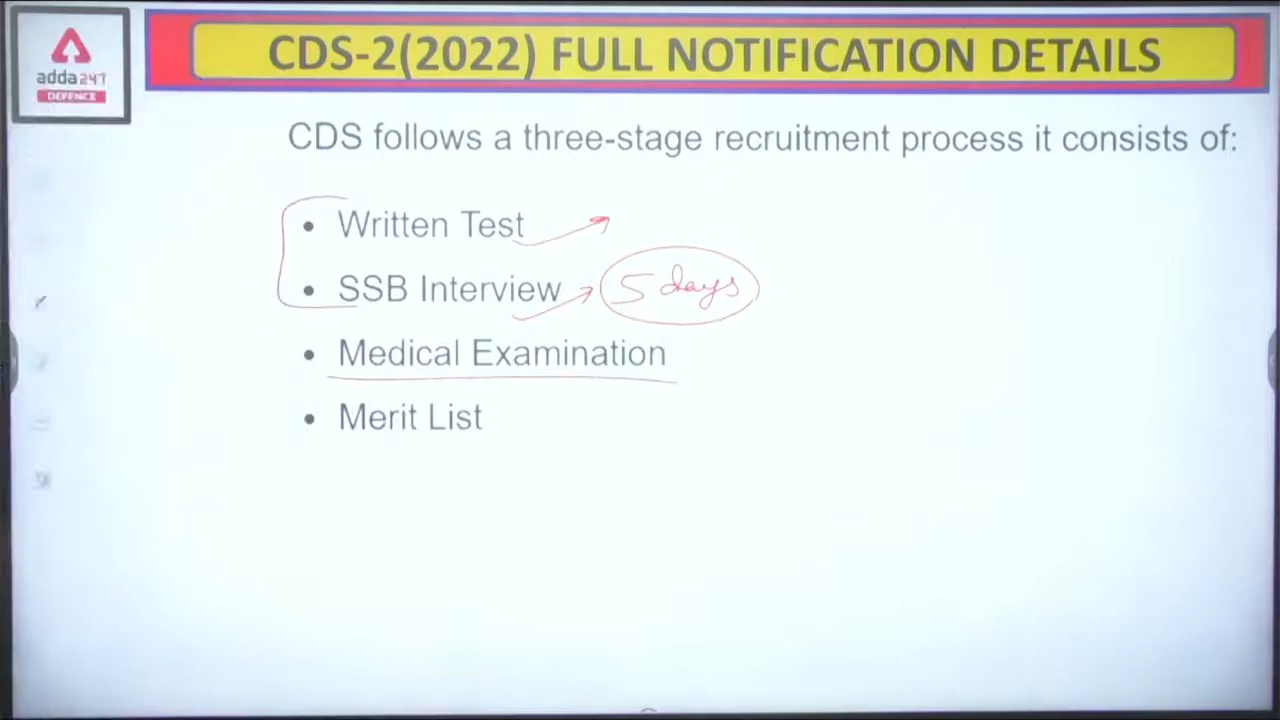 adda247
DEFENCE
CDS-2(2022) FULL NOTIFICATION DETAILS
CDS follows a three-stage recruitment process it consists of:
• Written Test
• SSB Interview 5 days
• Medical Examination
• Merit List